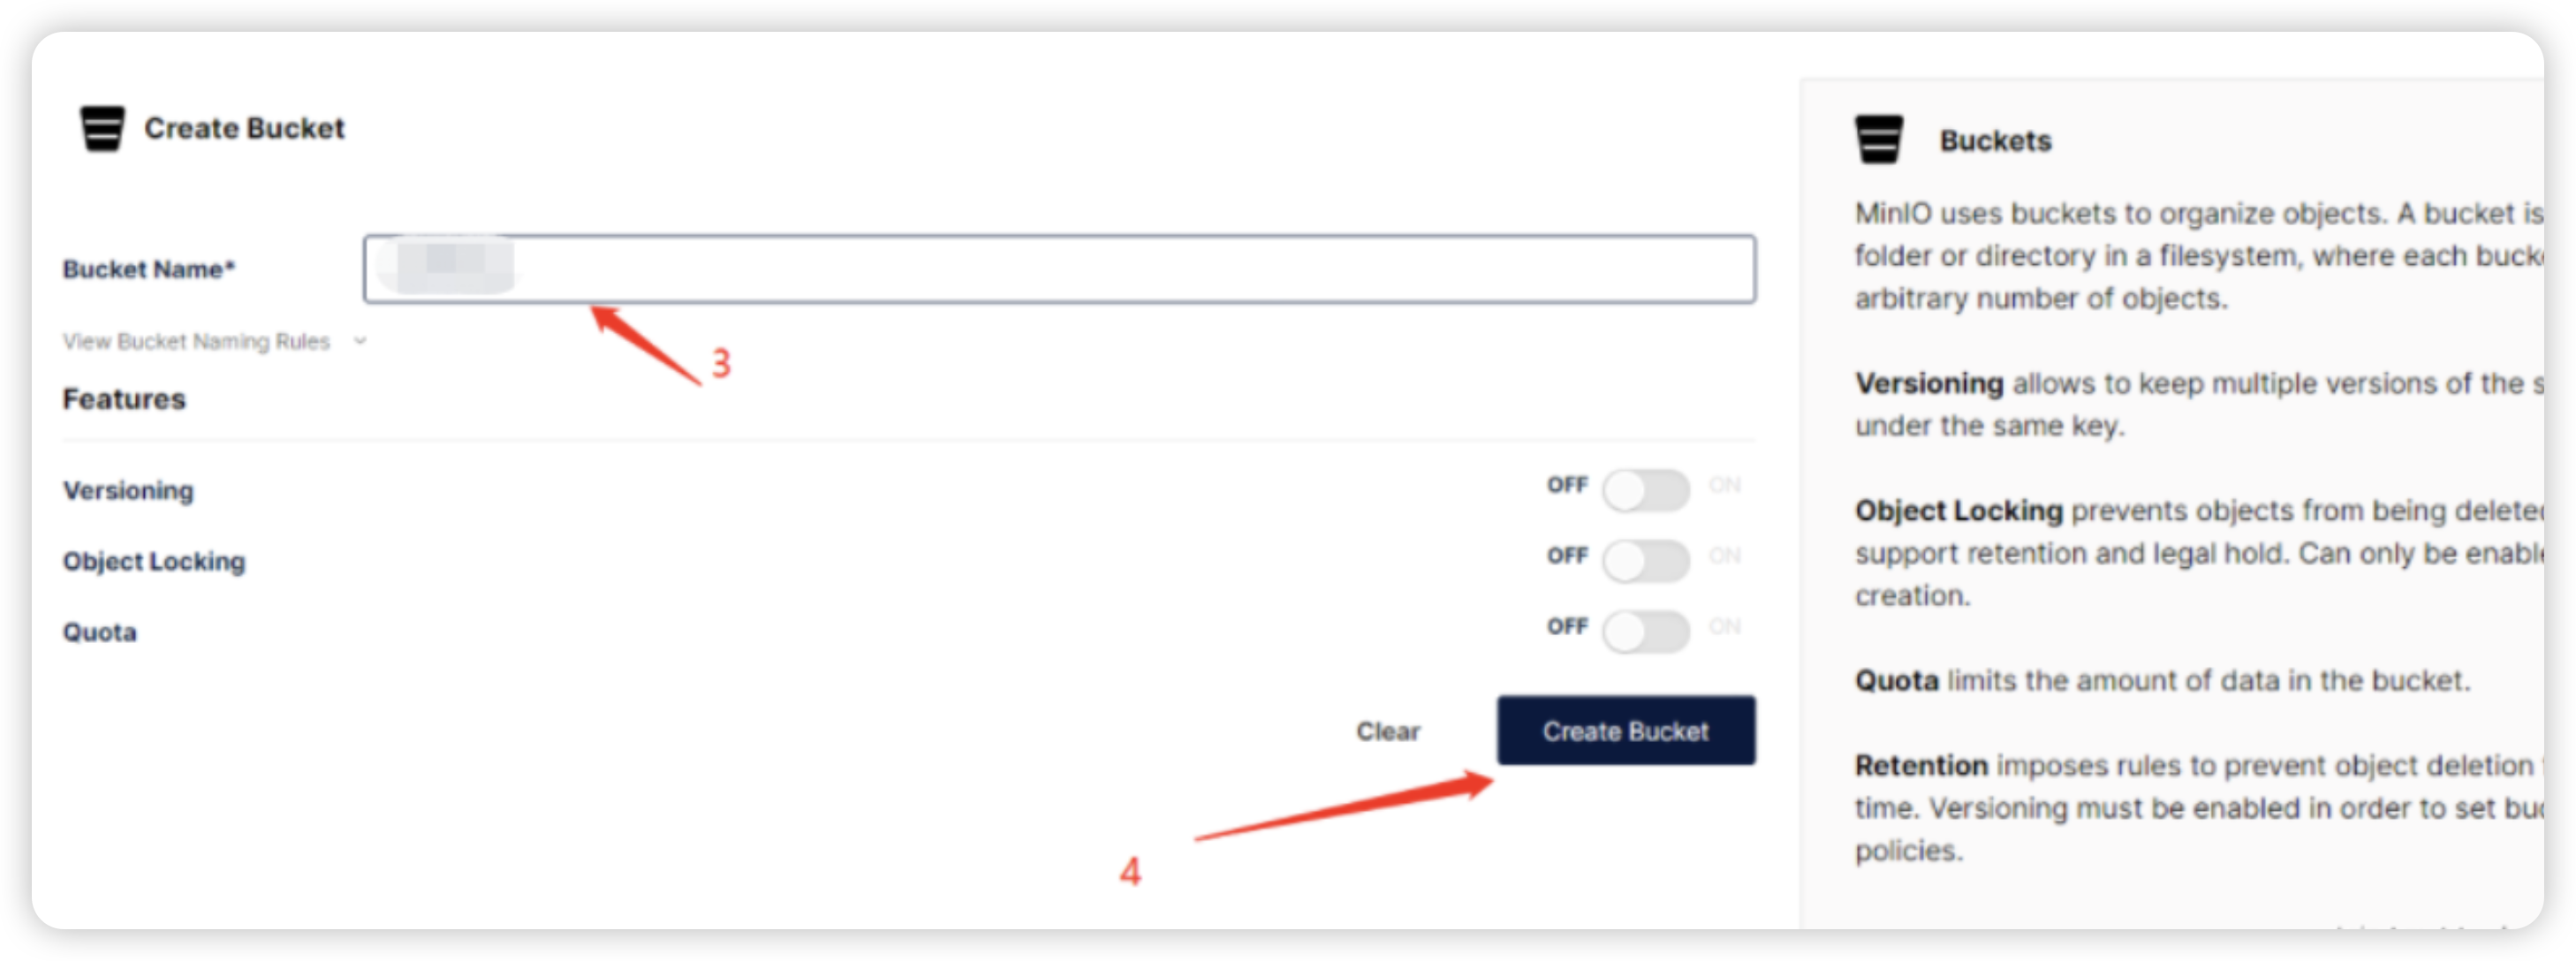 Create Bucket
Bucket Name*
3
View Bucket Naming Rules
Features
Versioning OFF ON
Object Locking OFF ON
Quota OFF ON
Clear Create Bucket
4
Buckets
MinIO uses buckets to organize objects. A bucket is
folder or directory in a filesystem, where each
arbitrary number of objects.
Versioning allows to keep multiple versions of the
under the same key.
Object Locking prevents objects from being
support retention and legal hold. Can only be
creation.
Quota limits the amount of data in the bucket.
Retention imposes rules to prevent object deletion
time. Versioning must be enabled in order to set
policies.